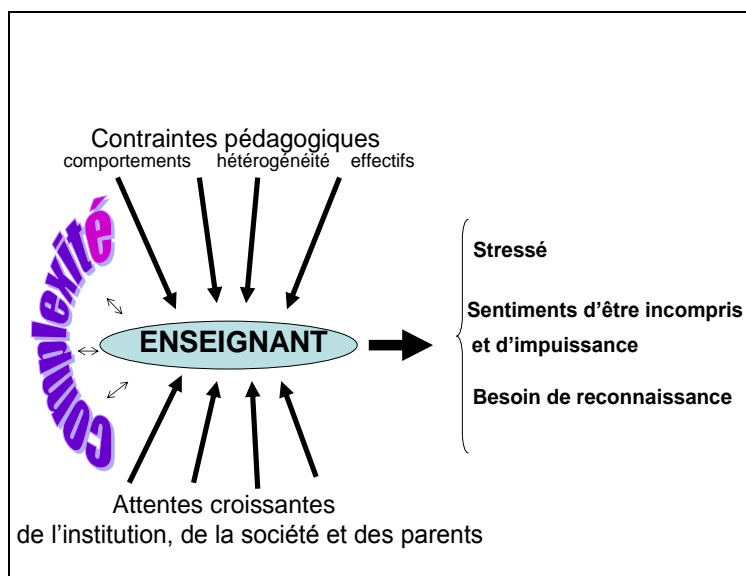 Contraintes pédagogiques
comportements hétérogénéité effectifs
complexité
ENSEIGNANT
Stressé
Sentiments d'être incompris
et d'impuissance
Besoin de reconnaissance
Attentes croissantes
de l'institution, de la société et des parents